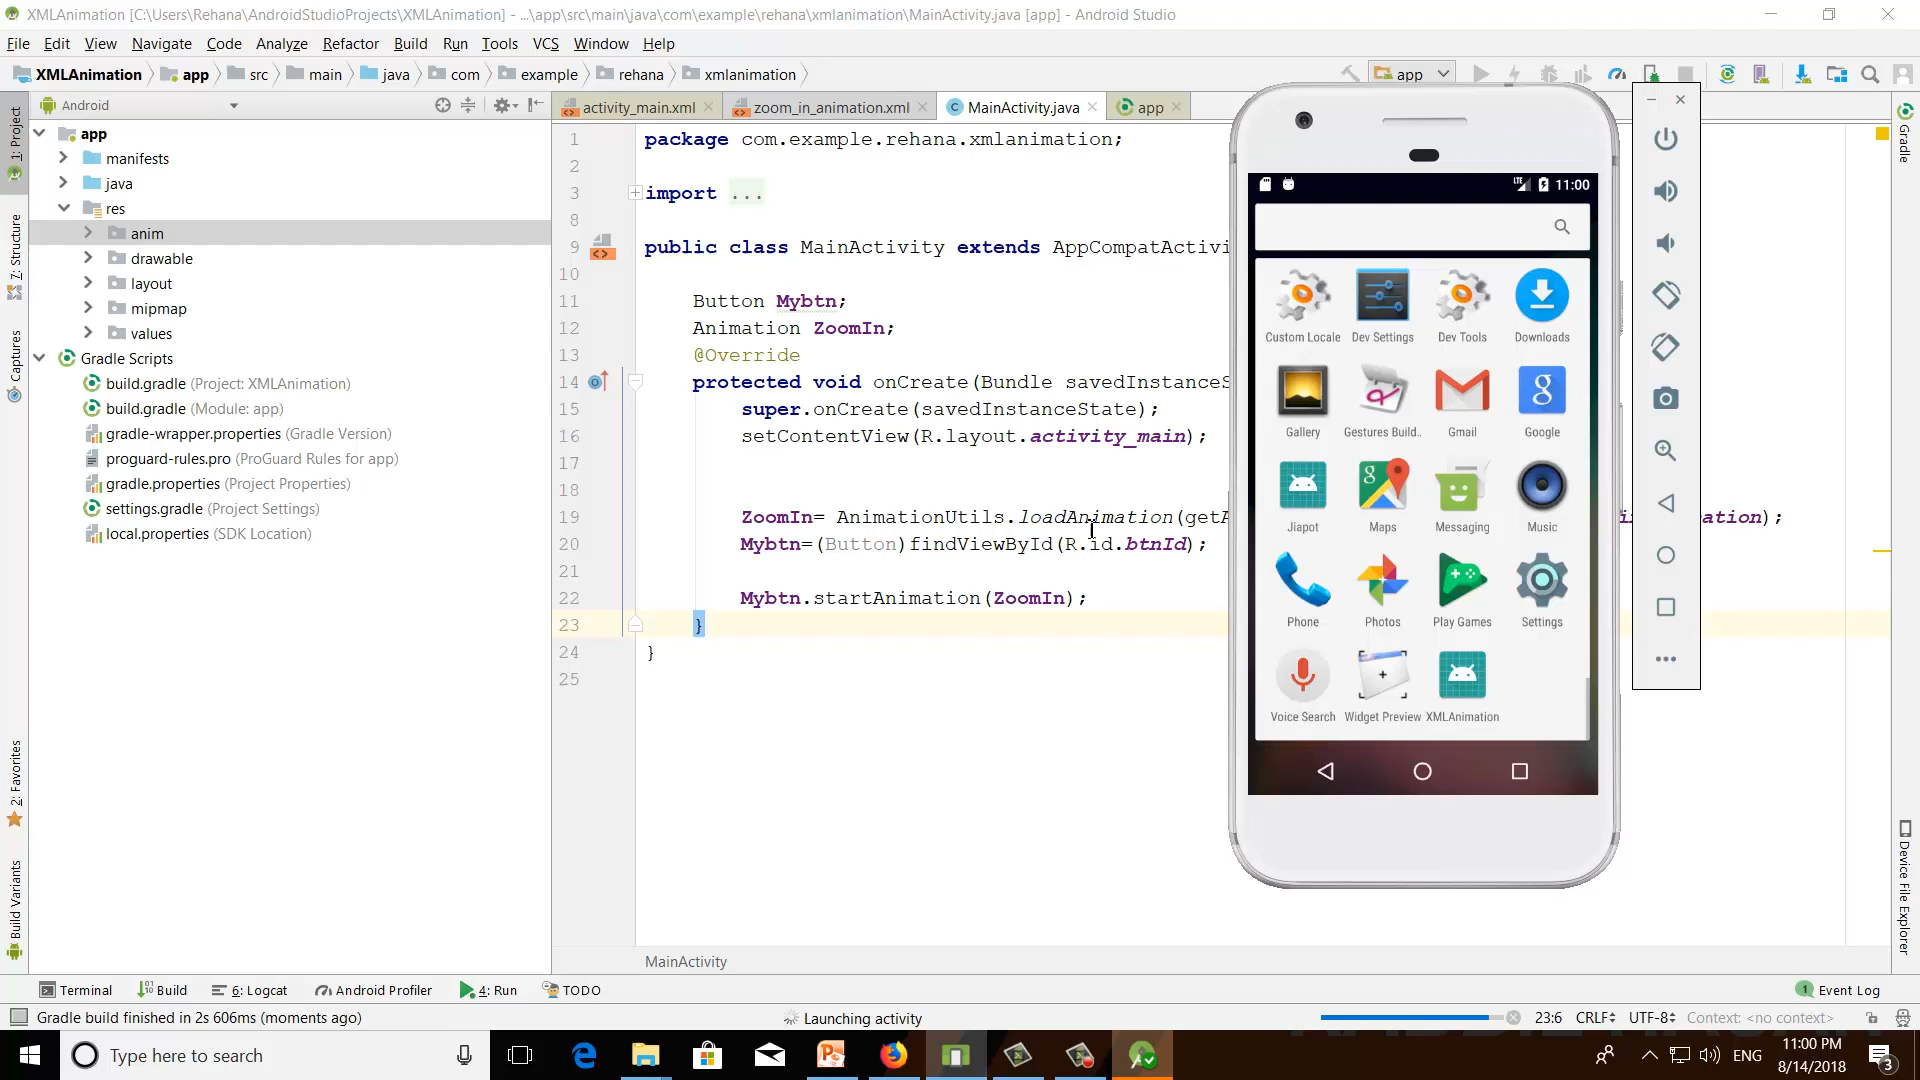 XMLAnimation [C:\Users\Rehana\AndroidStudioProjects\XMLAnimation] - ...\app\src\main\java\com\example\rehana\xmlanimation\MainActivity.java [app] - Android Studio
File Edit View Navigate Code Analyze Refactor Build Run Tools VCS Window Help
XMLAnimation app src main java com example rehana xmlanimation app
Android activity_main.xml zoom_in_animation.xml MainActivity.java app
1: Project
7: Structure
Captures
2: Favorites
Build Variants
app
manifests
java
res
anim
drawable
layout
mipmap
values
Gradle Scripts
build.gradle (Project: XMLAnimation)
build.gradle (Module: app)
gradle-wrapper.properties (Gradle Version)
proguard-rules.pro (ProGuard Rules for app)
gradle.properties (Project Properties)
settings.gradle (Project Settings)
local.properties (SDK Location)
1 package com.example.rehana.xmlanimation;
2
3 import ...
8
9 public class MainActivity extends AppCompatActivi
10
11 Button Mybtn;
12 Animation ZoomIn;
13 @Override
14 protected void onCreate(Bundle savedInstanceS
15 super.onCreate(savedInstanceState);
16 setContentView(R.layout.activity_main);
17
18
19 ZoomIn= AnimationUtils.loadAnimation(getA mation);
20 Mybtn=(Button)findViewById(R.id.btnId);
21
22 Mybtn.startAnimation(ZoomIn);
23 }
24 }
25
LTE 11:00
Custom Locale Dev Settings Dev Tools Downloads
Gallery Gestures Build.. Gmail Google
Jiapot Maps Messaging Music
Phone Photos Play Games Settings
Voice Search Widget Preview XMLAnimation
Gradle
Device File Explorer
MainActivity
Terminal Build 6: Logcat Android Profiler 4: Run TODO 1 Event Log
Gradle build finished in 2s 606ms (moments ago) Launching activity 23:6 CRLF UTF-8 Context: <no context>
Type here to search ENG 11:00 PM
8/14/2018 3